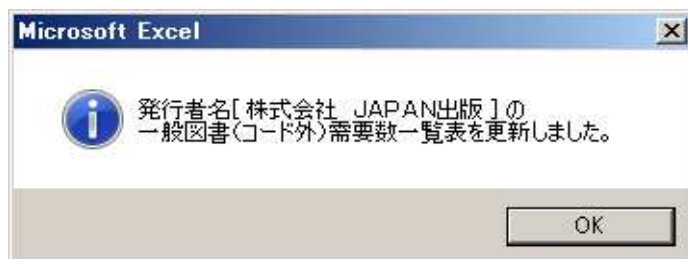 Microsoft Excel
発行者名[ 株式会社　JAPAN出版 ]の
一般図書(コード外)需要数一覧表を更新しました。
OK